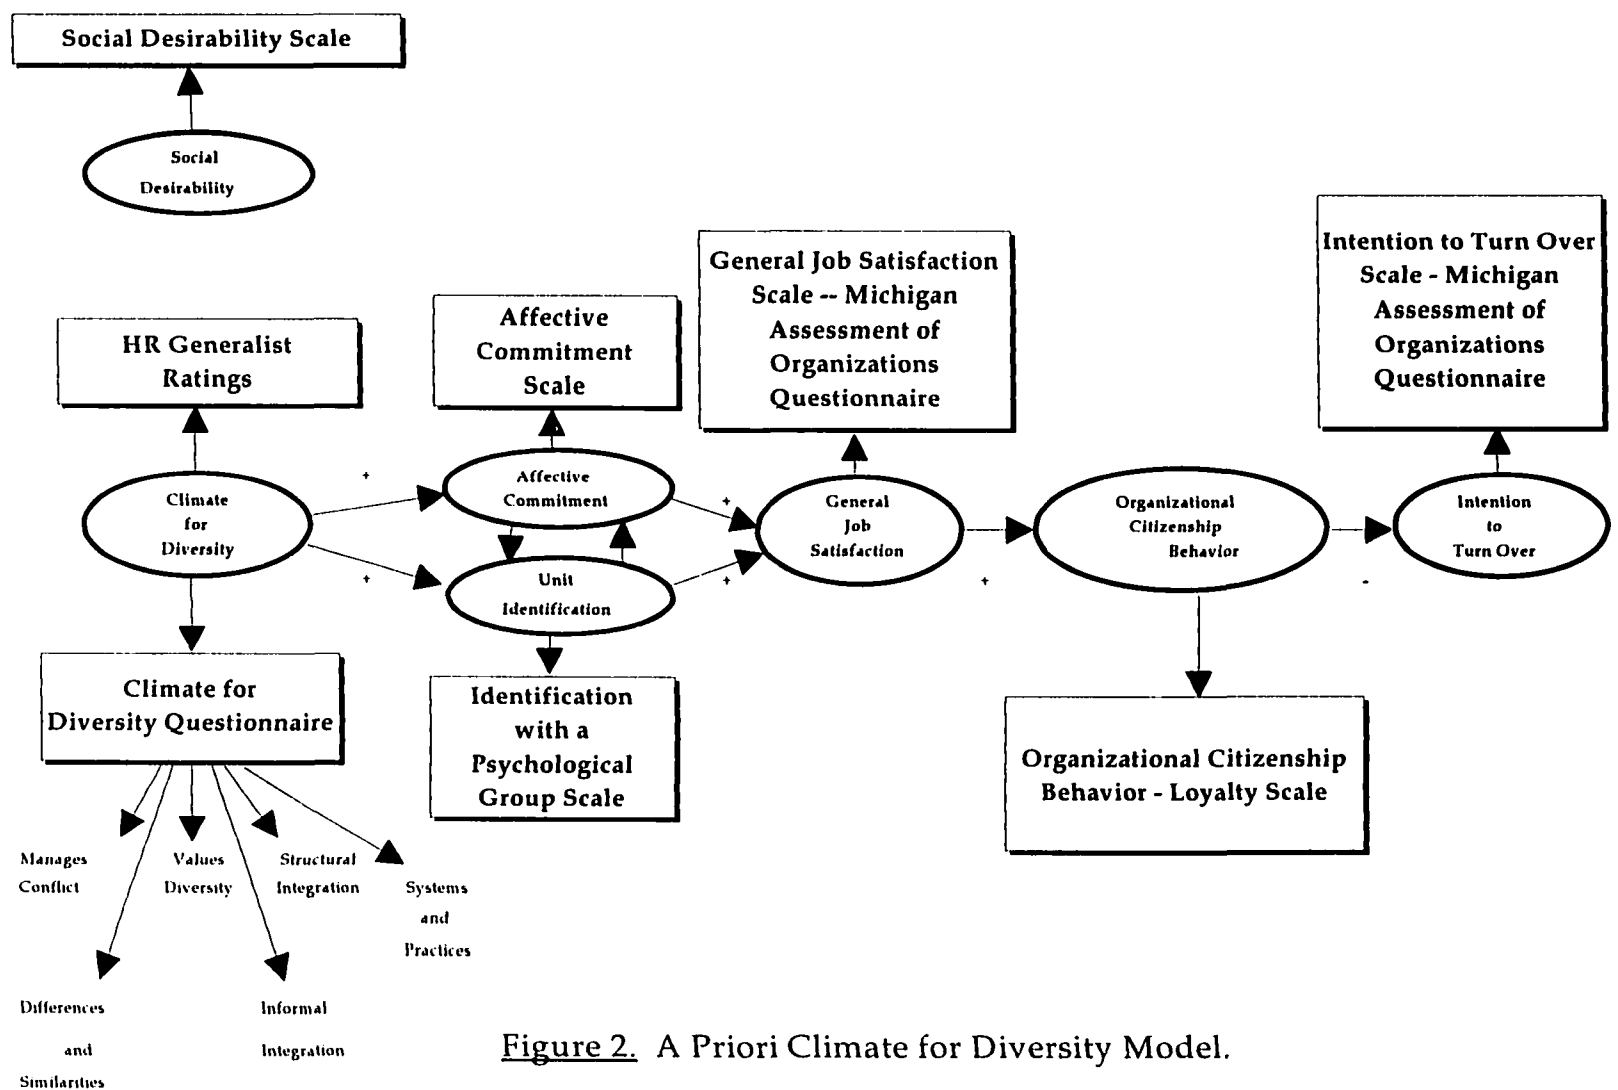 Social Desirability Scale
Social
Desirability
HR Generalist
Ratings
Climate
for
Diversity
Climate for
Diversity Questionnaire
Manages
Conflict
Values
Diversity
Structural
Integration
Systems
and
Practices
Differences
and
Similarities
Informal
Integration
+
+
Affective
Commitment
Scale
Affective
Commitment
Unit
Identification
Identification
with a
Psychological
Group Scale
+
+
General Job Satisfaction
Scale -- Michigan
Assessment of
Organizations
Questionnaire
General
Job
Satisfaction
+
Organizational
Citizenship
Behavior
Organizational Citizenship
Behavior - Loyalty Scale
-
Intention to Turn Over
Scale - Michigan
Assessment of
Organizations
Questionnaire
Intention
to
Turn Over
Figure 2. A Priori Climate for Diversity Model.